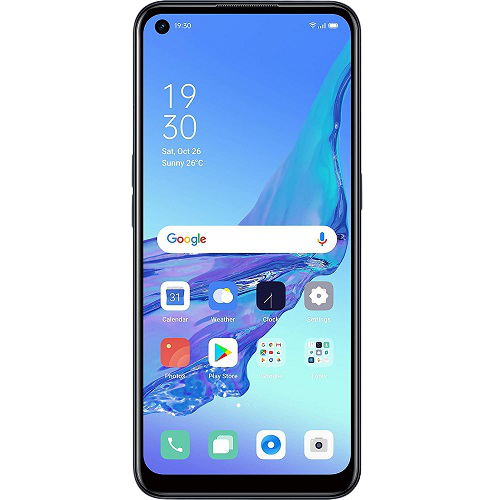 19:30
19
30
Sat, Oct 26
Sunny 26°C
Google
31
Calendar
Weather
Clock
Settings
Photos
Play Store